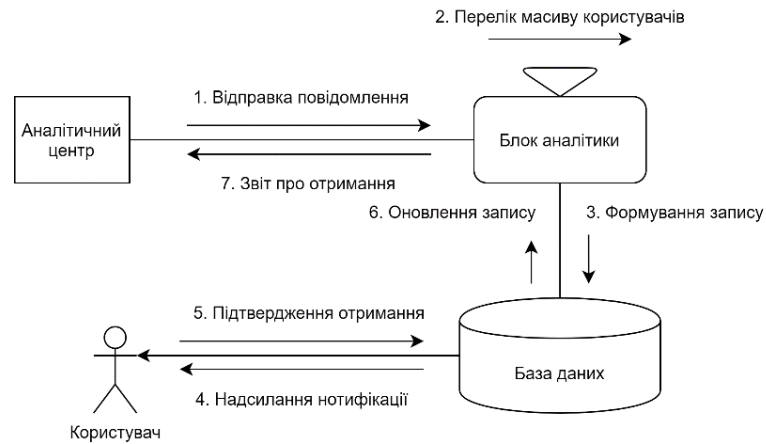 2. Перелік масиву користувачів
1. Відправка повідомлення
Аналітичний
центр
Блок аналітики
7. Звіт про отримання
6. Оновлення запису
3. Формування запису
5. Підтвердження отримання
База даних
4. Надсилання нотифікації
Користувач